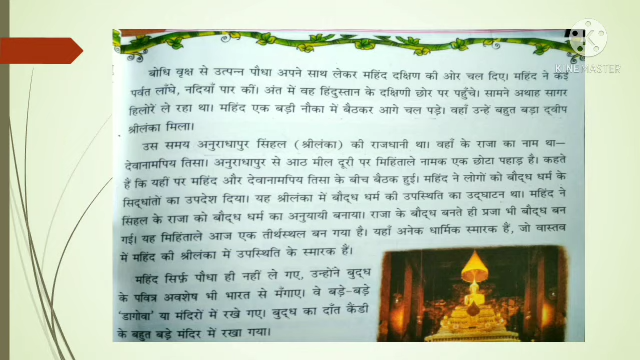 KINEMASTER
बोधि वृक्ष से उत्पन्न पौधा अपने साथ लेकर महिंद दक्षिण की ओर चल दिए। महिंद ने कई
पर्वत लाँघे, नदियाँ पार कीं। अंत में वह हिंदुस्तान के दक्षिणी छोर पर पहुँचे। सामने अथाह सागर
हिलोरें ले रहा था। महिंद एक बड़ी नौका में बैठकर आगे चल पड़े। वहाँ उन्हें बहुत बड़ा द्वीप
श्रीलंका मिला।
उस समय अनुराधापुर सिंहल (श्रीलंका) की राजधानी था। वहाँ के राजा का नाम था—
देवानामपिय तिसा। अनुराधापुर से आठ मील दूरी पर मिहिंताले नामक एक छोटा पहाड़ है। कहते
हैं कि यहीं पर महिंद और देवानामपिय तिसा के बीच बैठक हुई। महिंद ने लोगों को बौद्ध धर्म के
सिद्धांतों का उपदेश दिया। यह श्रीलंका में बौद्ध धर्म की उपस्थिति का उद्घाटन था। महिंद ने
सिंहल के राजा को बौद्ध धर्म का अनुयायी बनाया। राजा के बौद्ध बनते ही प्रजा भी बौद्ध बन
गई। यह मिहिंताले आज एक तीर्थस्थल बन गया है। यहाँ अनेक धार्मिक स्मारक हैं, जो वास्तव
में महिंद की श्रीलंका में उपस्थिति के स्मारक हैं।
महिंद सिर्फ़ पौधा ही नहीं ले गए, उन्होंने बुद्ध
के पवित्र अवशेष भी भारत से मँगाए। वे बड़े-बड़े
'डागोवा' या मंदिरों में रखे गए। बुद्ध का दाँत कैंडी
के बहुत बड़े मंदिर में रखा गया।